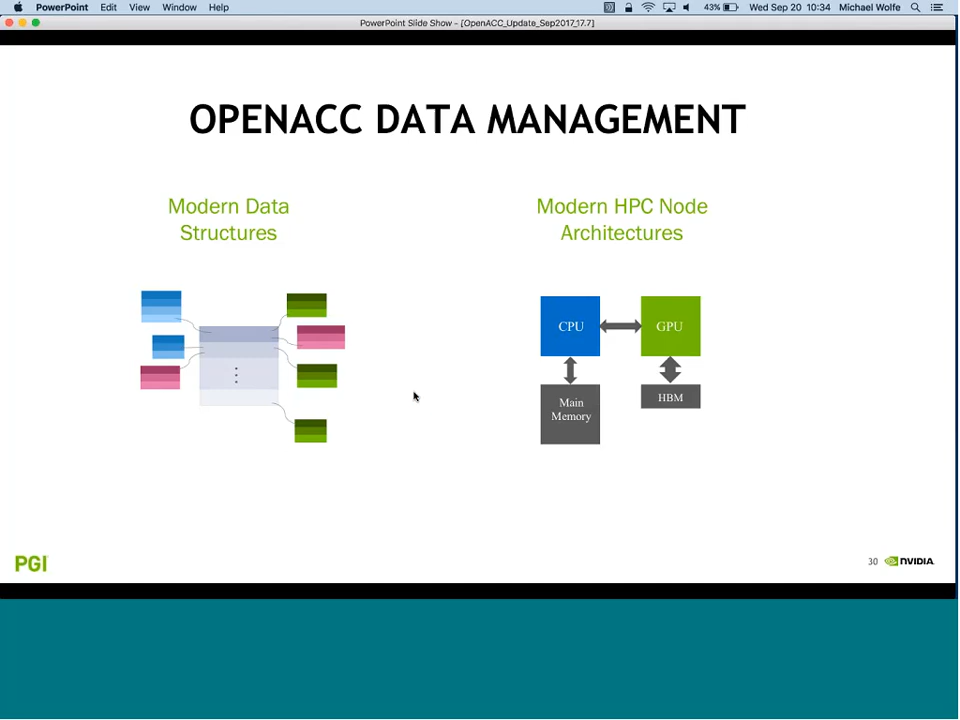 PowerPoint Edit View Window Help 43% Wed Sep 20 10:34 Michael Wolfe
PowerPoint Slide Show - [OpenACC_Update_Sep2017_17.7]
OPENACC DATA MANAGEMENT
Modern Data
Structures
Modern HPC Node
Architectures
CPU
GPU
Main
Memory
HBM
PGI
30 NVIDIA.